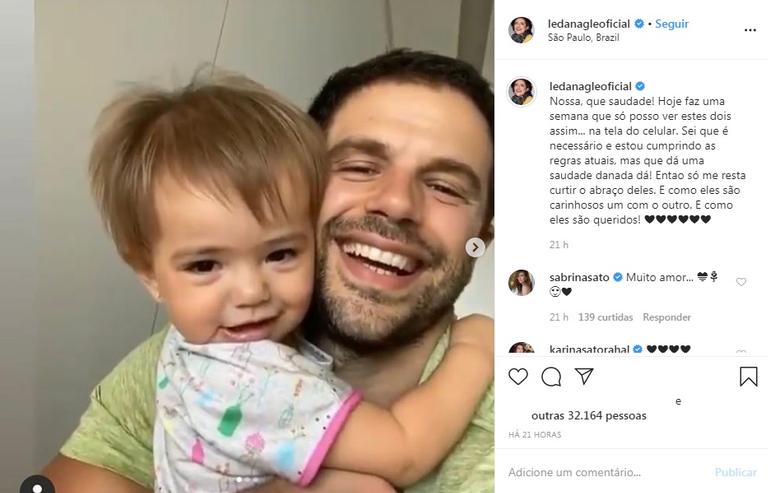 ledanagleoficial • Seguir
São Paulo, Brazil
ledanagleoficial
Nossa, que saudade! Hoje faz uma
semana que só posso ver estes dois
assim... na tela do celular. Sei que é
necessário e estou cumprindo as
regras atuais, mas que dá uma
saudade danada dá! Entao só me resta
curtir o abraço deles. E como eles são
carinhosos um com o outro. E como
eles são queridos! ♥♥♥♥♥♥
21 h
sabrinasato Muito amor...
21 h 139 curtidas Responder
karinasatorahal ♥♥♥♥
e
outras 32.164 pessoas
HÁ 21 HORAS
Adicione um comentário... Publicar